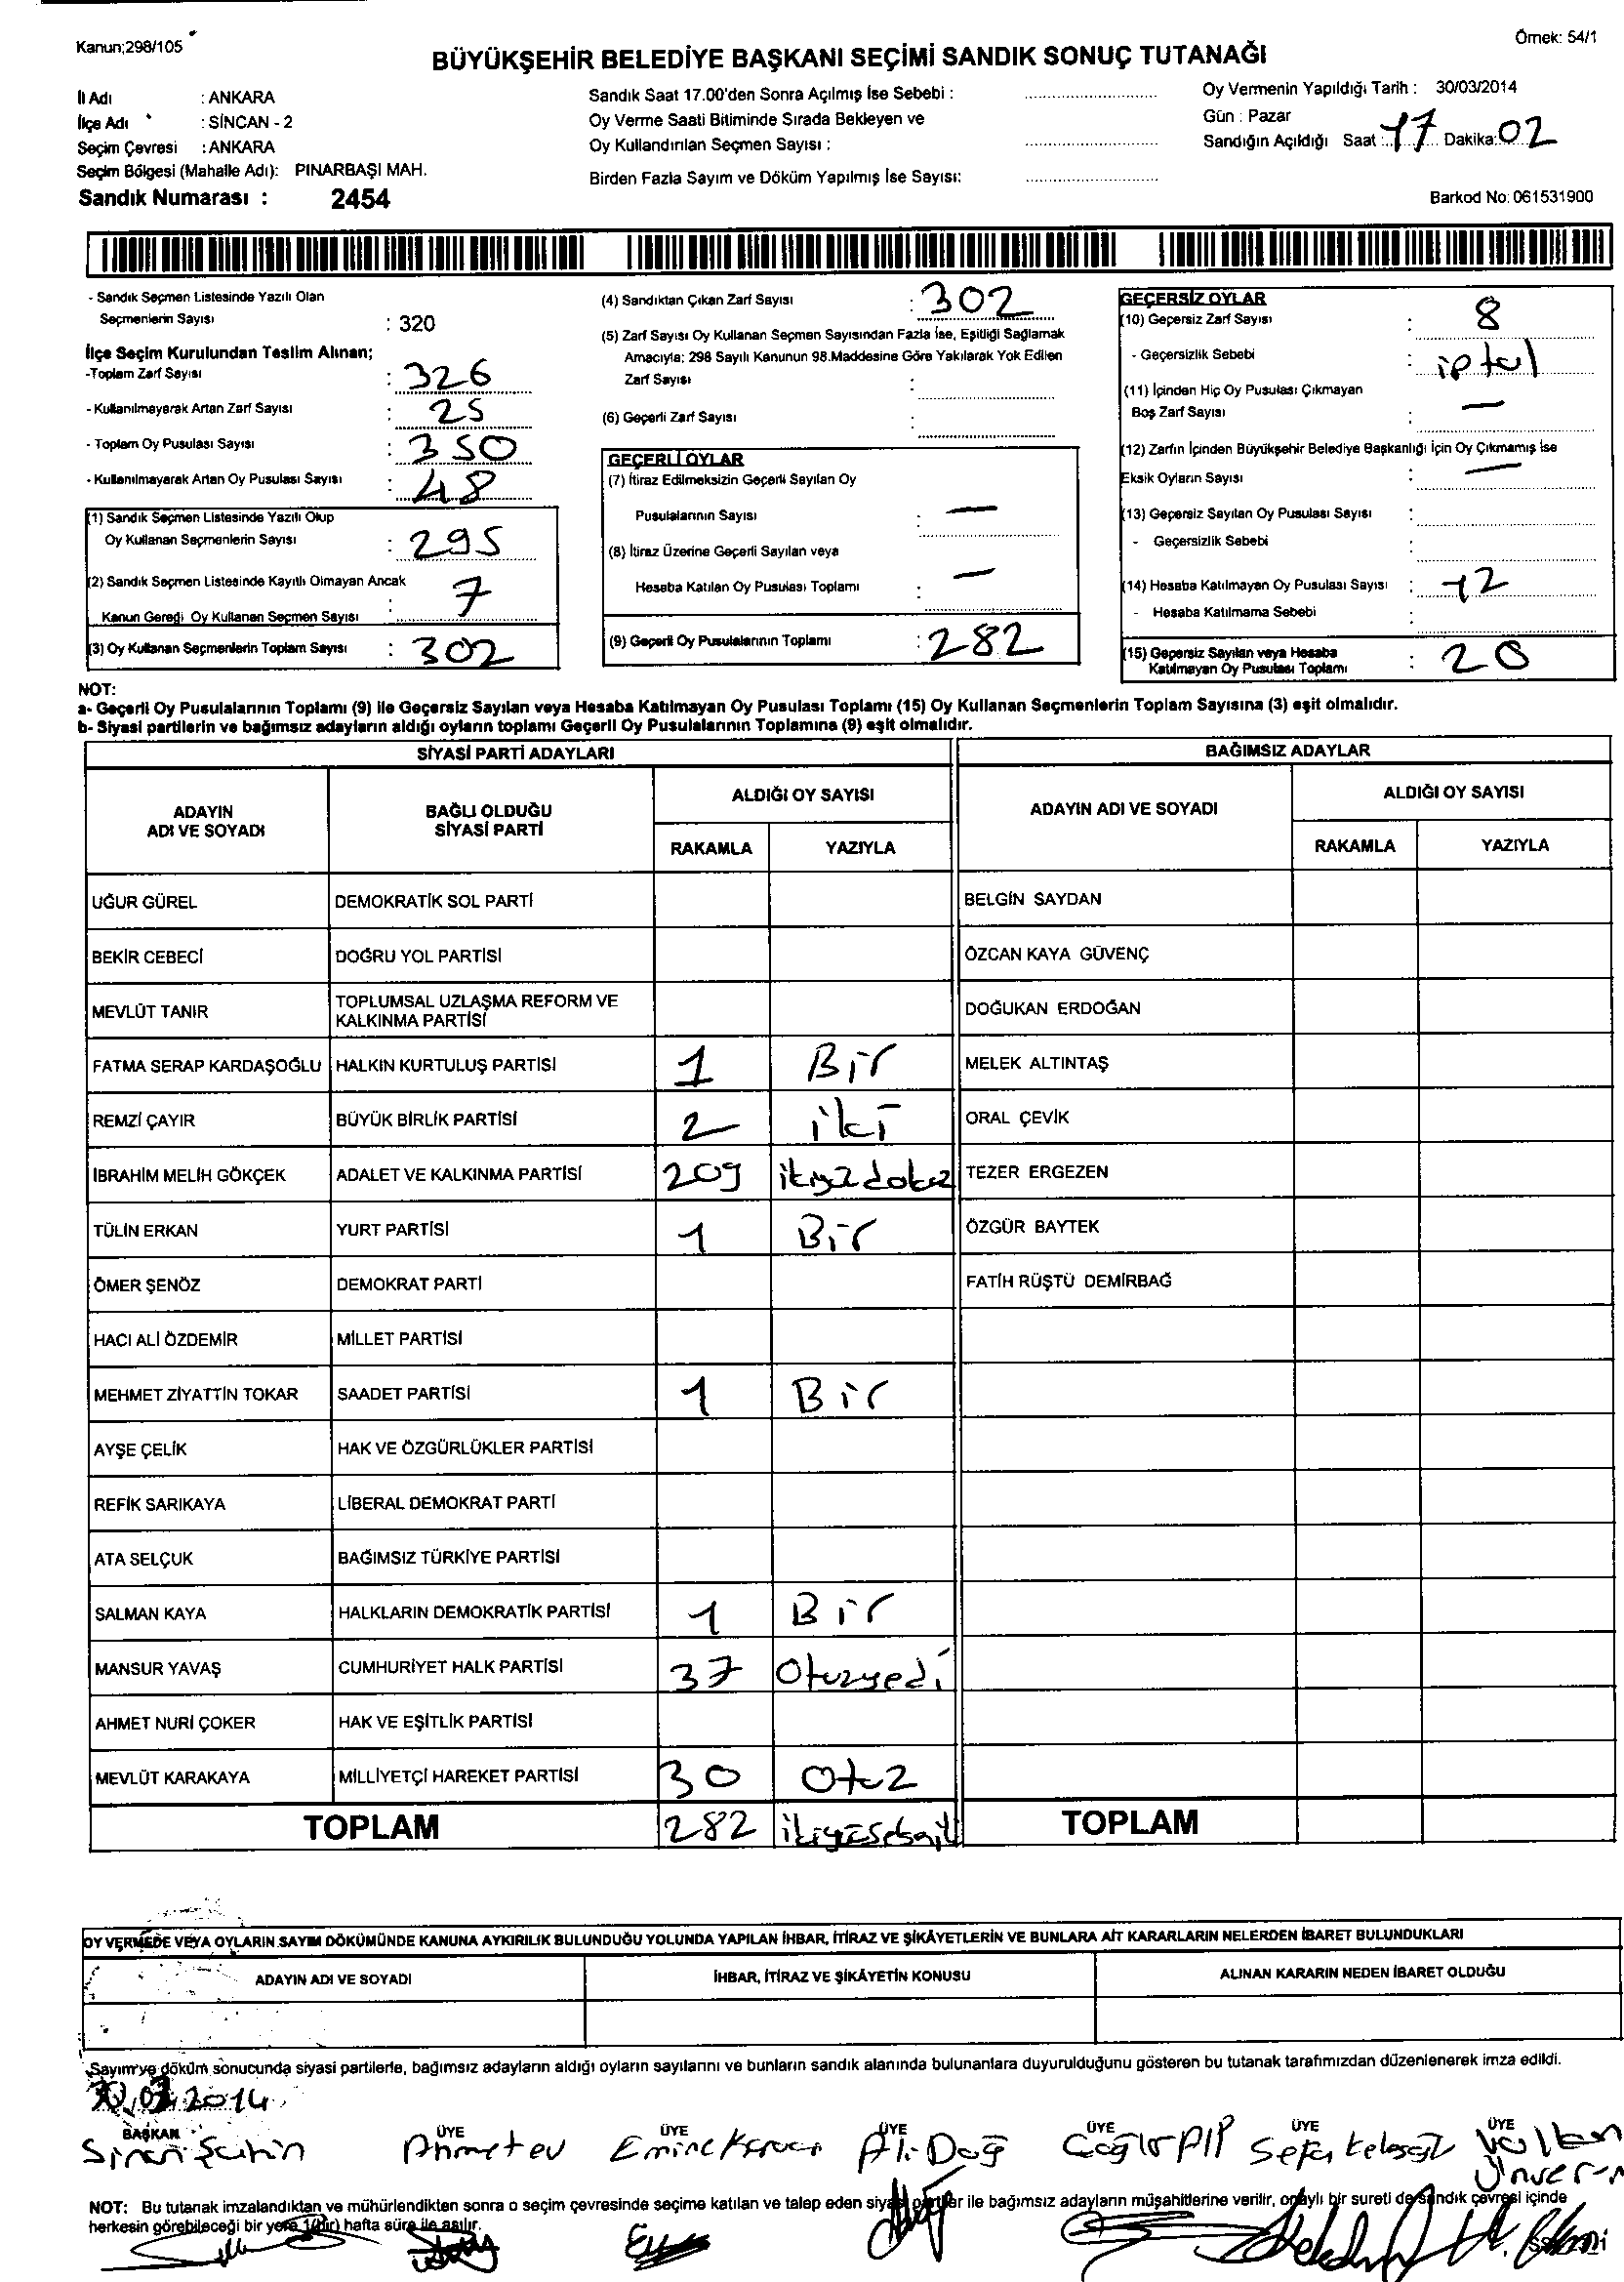 Kanun;298/105
Örnek: 54/1
BÜYÜKŞEHİR BELEDİYE BAŞKANI SEÇİMİ SANDIK SONUÇ TUTANAĞI
İl Adı : ANKARA
İlçe Adı : SİNCAN - 2
Seçim Çevresi : ANKARA
Seçim Bölgesi (Mahalle Adı): PINARBAŞI MAH.
Sandık Numarası : 2454
Sandık Saat 17.00'den Sonra Açılmış İse Sebebi :
Oy Verme Saati Bitiminde Sırada Bekleyen ve
Oy Kullandırılan Seçmen Sayısı :
Birden Fazla Sayım ve Döküm Yapılmış İse Sayısı:
Oy Vermenin Yapıldığı Tarih : 30/03/2014
Gün : Pazar
Sandığın Açıldığı Saat : 17 Dakika: 02
Barkod No: 061531900
- Sandık Seçmen Listesinde Yazılı Olan
Seçmenlerin Sayısı : 320
İlçe Seçim Kurulundan Teslim Alınan;
-Toplam Zarf Sayısı : 326
- Kullanılmayarak Artan Zarf Sayısı : 25
- Toplam Oy Pusulası Sayısı : 350
- Kullanılmayarak Artan Oy Pusulası Sayısı : 48
(1) Sandık Seçmen Listesinde Yazılı Olup
Oy Kullanan Seçmenlerin Sayısı : 295
(2) Sandık Seçmen Listesinde Kayıtlı Olmayan Ancak
Kanun Gereği Oy Kullanan Seçmen Sayısı : 7
(3) Oy Kullanan Seçmenlerin Toplam Sayısı : 302
(4) Sandıktan Çıkan Zarf Sayısı : 302
(5) Zarf Sayısı Oy Kullanan Seçmen Sayısından Fazla İse, Eşitliği Sağlamak
Amacıyla; 298 Sayılı Kanunun 98.Maddesine Göre Yakılarak Yok Edilen
Zarf Sayısı :
(6) Geçerli Zarf Sayısı :
GEÇERLİ OYLAR
(7) İtiraz Edilmeksizin Geçerli Sayılan Oy
Pusulalarının Sayısı : —
(8) İtiraz Üzerine Geçerli Sayılan veya
Hesaba Katılan Oy Pusulası Toplamı : —
(9) Geçerli Oy Pusulalarının Toplamı : 282
GEÇERSİZ OYLAR
(10) Geçersiz Zarf Sayısı : 8
- Geçersizlik Sebebi : iptal
(11) İçinden Hiç Oy Pusulası Çıkmayan
Boş Zarf Sayısı : —
(12) Zarfın İçinden Büyükşehir Belediye Başkanlığı İçin Oy Çıkmamış İse
Eksik Oyların Sayısı : —
(13) Geçersiz Sayılan Oy Pusulası Sayısı :
- Geçersizlik Sebebi :
(14) Hesaba Katılmayan Oy Pusulası Sayısı : 12
- Hesaba Katılmama Sebebi :
(15) Geçersiz Sayılan veya Hesaba
Katılmayan Oy Pusulası Toplamı : 20
NOT:
a- Geçerli Oy Pusulalarının Toplamı (9) ile Geçersiz Sayılan veya Hesaba Katılmayan Oy Pusulası Toplamı (15) Oy Kullanan Seçmenlerin Toplam Sayısına (3) eşit olmalıdır.
b- Siyasi partilerin ve bağımsız adayların aldığı oyların toplamı Geçerli Oy Pusulalarının Toplamına (9) eşit olmalıdır.
SİYASİ PARTİ ADAYLARI BAĞIMSIZ ADAYLAR
ADAYIN ADI VE SOYADI BAĞLI OLDUĞU SİYASİ PARTİ ALDIĞI OY SAYISI ADAYIN ADI VE SOYADI ALDIĞI OY SAYISI
RAKAMLA YAZIYLA RAKAMLA YAZIYLA
UĞUR GÜREL DEMOKRATİK SOL PARTİ BELGİN SAYDAN
BEKİR CEBECİ DOĞRU YOL PARTİSİ ÖZCAN KAYA GÜVENÇ
MEVLÜT TANIR TOPLUMSAL UZLAŞMA REFORM VE KALKINMA PARTİSİ DOĞUKAN ERDOĞAN
FATMA SERAP KARDAŞOĞLU HALKIN KURTULUŞ PARTİSİ 1 Bir MELEK ALTINTAŞ
REMZİ ÇAYIR BÜYÜK BİRLİK PARTİSİ 2 iki ORAL ÇEVİK
İBRAHİM MELİH GÖKÇEK ADALET VE KALKINMA PARTİSİ 209 TEZER ERGEZEN
TÜLİN ERKAN YURT PARTİSİ 1 Bir ÖZGÜR BAYTEK
ÖMER ŞENÖZ DEMOKRAT PARTİ FATİH RÜŞTÜ DEMİRBAĞ
HACI ALİ ÖZDEMİR MİLLET PARTİSİ
MEHMET ZİYATTİN TOKAR SAADET PARTİSİ 1 Bir
AYŞE ÇELİK HAK VE ÖZGÜRLÜKLER PARTİSİ
REFİK SARIKAYA LİBERAL DEMOKRAT PARTİ
ATA SELÇUK BAĞIMSIZ TÜRKİYE PARTİSİ
SALMAN KAYA HALKLARIN DEMOKRATİK PARTİSİ 1 Bir
MANSUR YAVAŞ CUMHURİYET HALK PARTİSİ 37 Otuzyedi
AHMET NURİ ÇOKER HAK VE EŞİTLİK PARTİSİ
MEVLÜT KARAKAYA MİLLİYETÇİ HAREKET PARTİSİ 30 Otuz
TOPLAM 282 TOPLAM
OY VERMEDE VEYA OYLARIN SAYIM DÖKÜMÜNDE KANUNA AYKIRILIK BULUNDUĞU YOLUNDA YAPILAN İHBAR, İTİRAZ VE ŞİKÂYETLERİN VE BUNLARA AİT KARARLARIN NELERDEN İBARET BULUNDUKLARI
ADAYIN ADI VE SOYADI İHBAR, İTİRAZ VE ŞİKÂYETİN KONUSU ALINAN KARARIN NEDEN İBARET OLDUĞU
Sayım ve döküm sonucunda siyasi partilerle, bağımsız adayların aldığı oyların sayılarını ve bunların sandık alanında bulunanlara duyurulduğunu gösteren bu tutanak tarafımızdan düzenlenerek imza edildi.
30.03.2014
BAŞKAN ÜYE ÜYE ÜYE ÜYE ÜYE ÜYE
Sinan Şahin Ali Dağ Volkan
NOT: Bu tutanak imzalandıktan ve mühürlendikten sonra o seçim çevresinde seçime katılan ve talep eden siyasi partiler ile bağımsız adayların müşahitlerine verilir, onaylı bir sureti de sandık çevresi içinde
herkesin görebileceği bir yere 1(bir) hafta süre ile asılır.